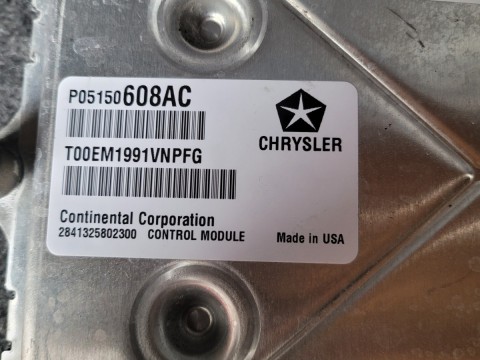 P05150608AC
CHRYSLER
T00EM1991VNPFG
Continental Corporation
2841325802300 CONTROL MODULE Made in USA